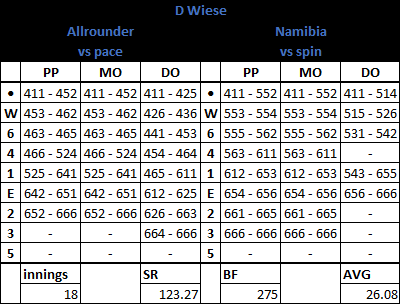 D Wiese
Allrounder Namibia
vs pace vs spin
PP MO DO PP MO DO
• 411 - 452 411 - 452 411 - 425 • 411 - 552 411 - 552 411 - 514
W 453 - 462 453 - 462 426 - 436 W 553 - 554 553 - 554 515 - 526
6 463 - 465 463 - 465 441 - 453 6 555 - 562 555 - 562 531 - 542
4 466 - 524 466 - 524 454 - 464 4 563 - 611 563 - 611 -
1 525 - 641 525 - 641 465 - 611 1 612 - 653 612 - 653 543 - 655
E 642 - 651 642 - 651 612 - 625 E 654 - 656 654 - 656 656 - 666
2 652 - 666 652 - 666 626 - 663 2 661 - 665 661 - 665 -
3 - - 664 - 666 3 666 - 666 666 - 666 -
5 - - - 5 - - -
innings SR BF AVG
18 123.27 275 26.08